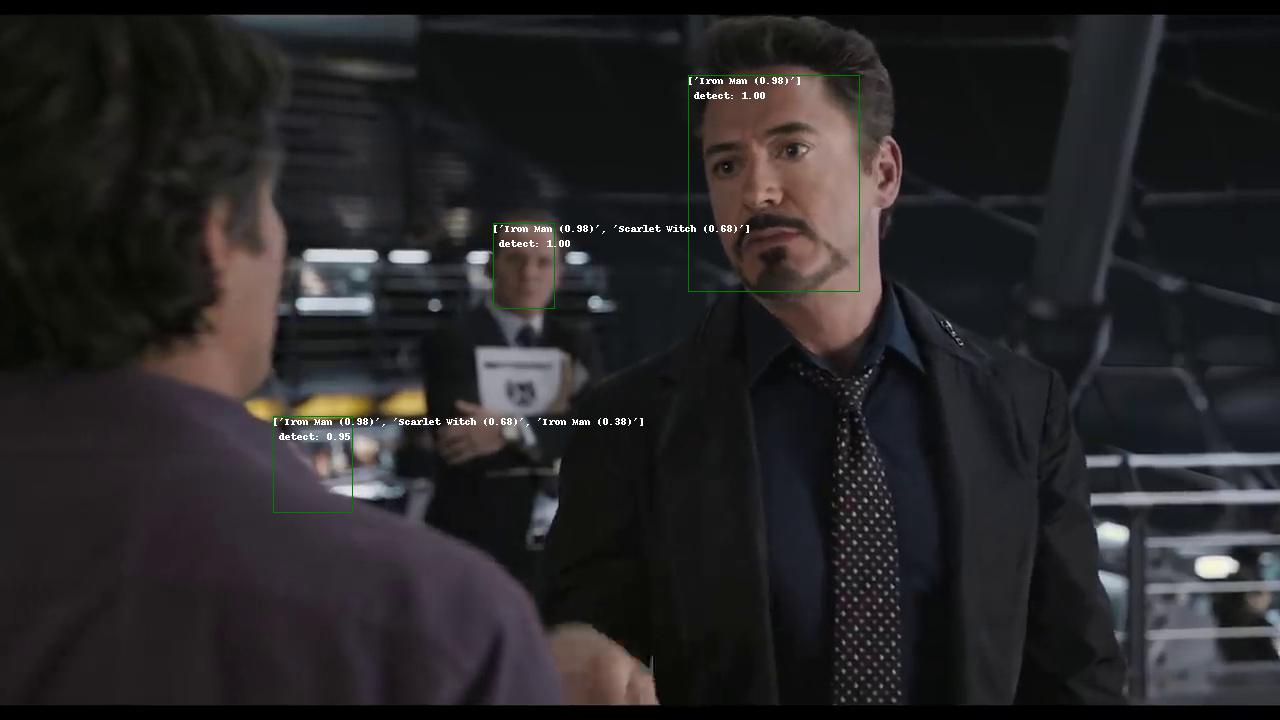 ['Iron Man (0.98)']
detect: 1.00
['Iron Man (0.98)', 'Scarlet Witch (0.68)']
detect: 1.00
['Iron Man (0.98)', 'Scarlet Witch (0.68)', 'Iron Man (0.38)']
detect: 0.95